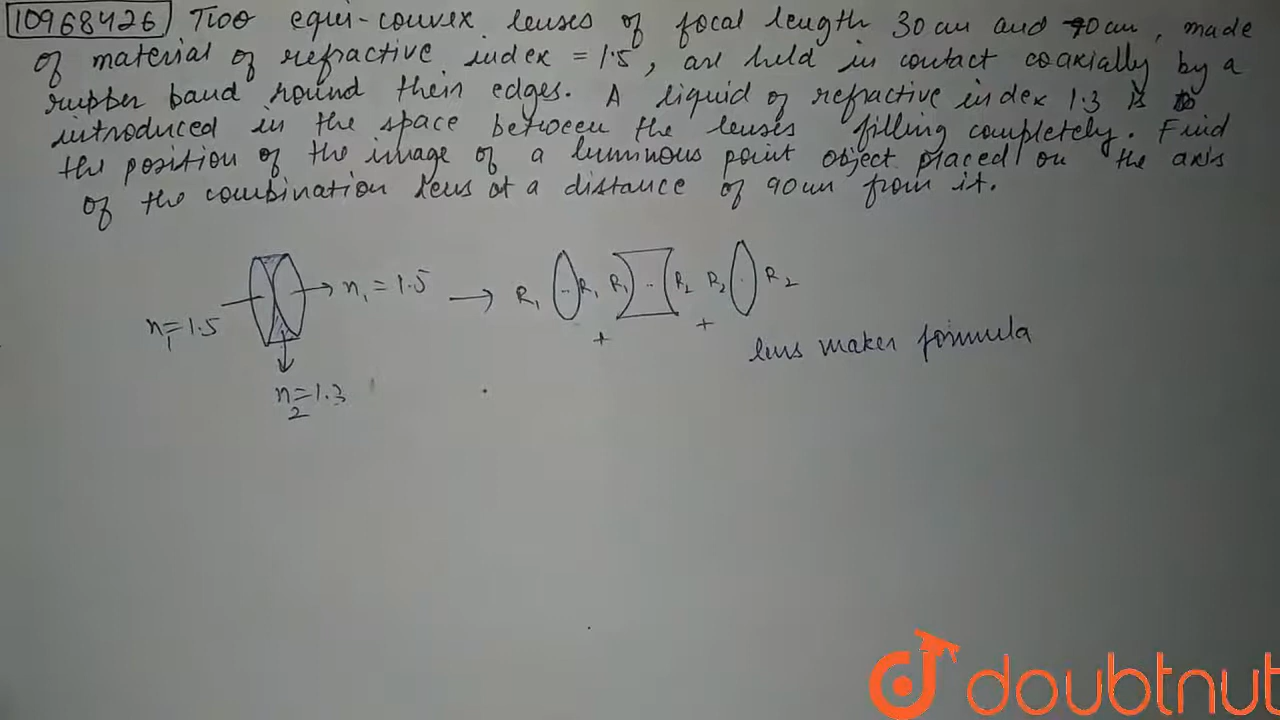 10968426 Two equi-convex lenses of focal length 30 cm and 70 cm, made
of material of refractive index = 1.5, are held in contact coaxially by a
rubber band round their edges. A liquid of refractive index 1.3 is
introduced in the space between the lenses filling completely. Find
the position of the image of a luminous point object placed on the axis
of the combination lens at a distance of 90 cm from it.
n1 = 1.5
n1 = 1.5
n2 = 1.3
R1 R1 R1 R2 R2 R2
+ +
lens maker formula
doubtnut